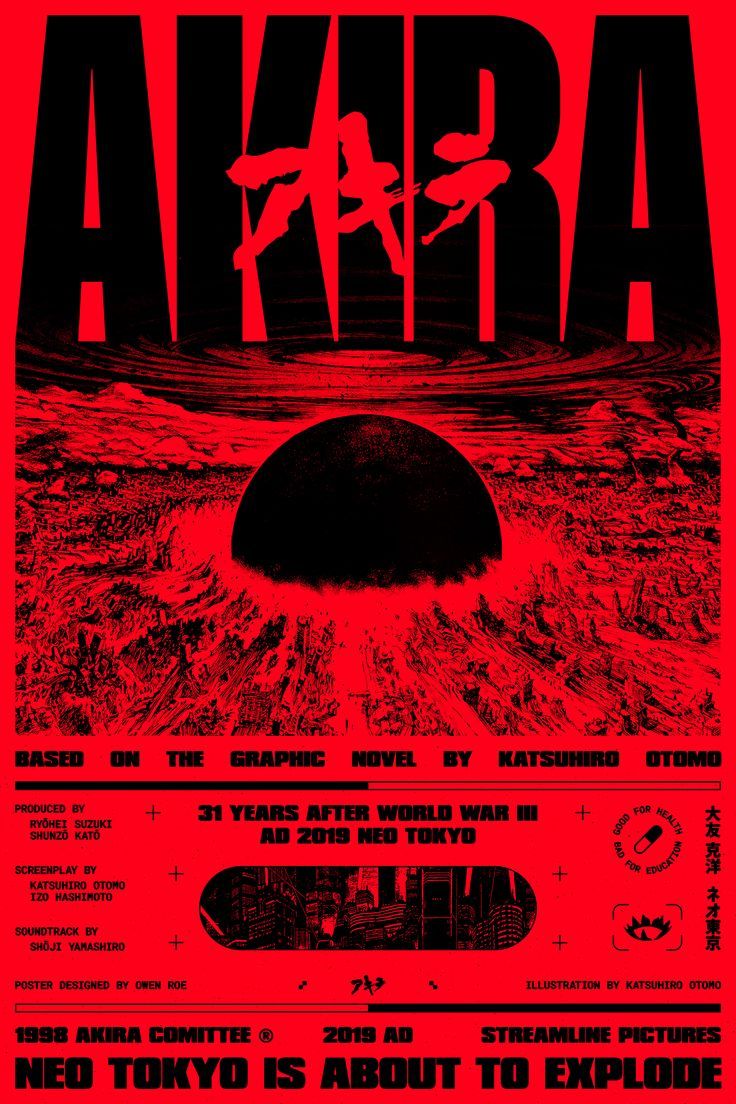 AKIRA
アキラ
BASED ON THE GRAPHIC NOVEL BY KATSUHIRO OTOMO
PRODUCED BY
RYŌHEI SUZUKI
SHUNZŌ KATŌ
SCREENPLAY BY
KATSUHIRO OTOMO
IZO HASHIMOTO
SOUNDTRACK BY
SHŌJI YAMASHIRO
31 YEARS AFTER WORLD WAR III
AD 2019 NEO TOKYO
GOOD FOR HEALTH
BAD FOR EDUCATION
大友克洋 ネオ東京
POSTER DESIGNED BY OWEN ROE
アキラ
ILLUSTRATION BY KATSUHIRO OTOMO
1998 AKIRA COMITTEE ® 2019 AD STREAMLINE PICTURES
NEO TOKYO IS ABOUT TO EXPLODE